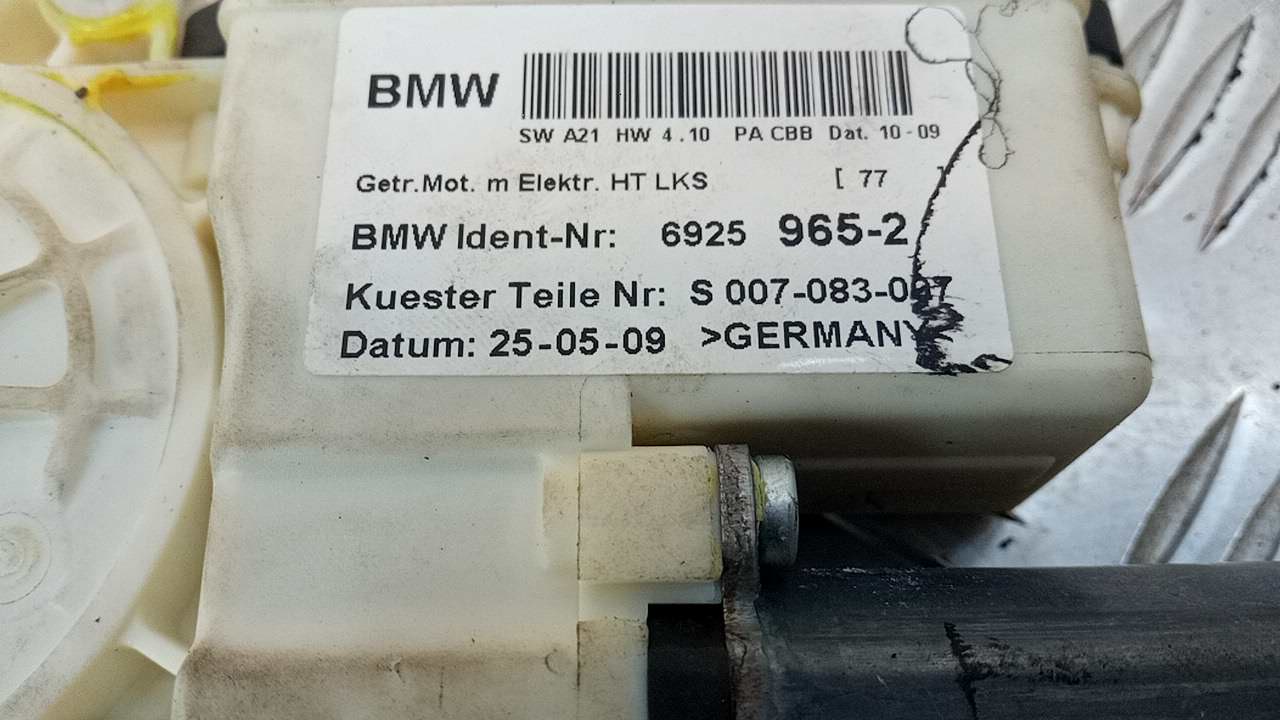 BMW
SW A21 HW 4.10 PA CBB Dat. 10-09
Getr.Mot. m Elektr. HT LKS [ 77 ]
BMW Ident-Nr: 6925 965-2
Kuester Teile Nr: S 007-083-097
Datum: 25-05-09 >GERMANY